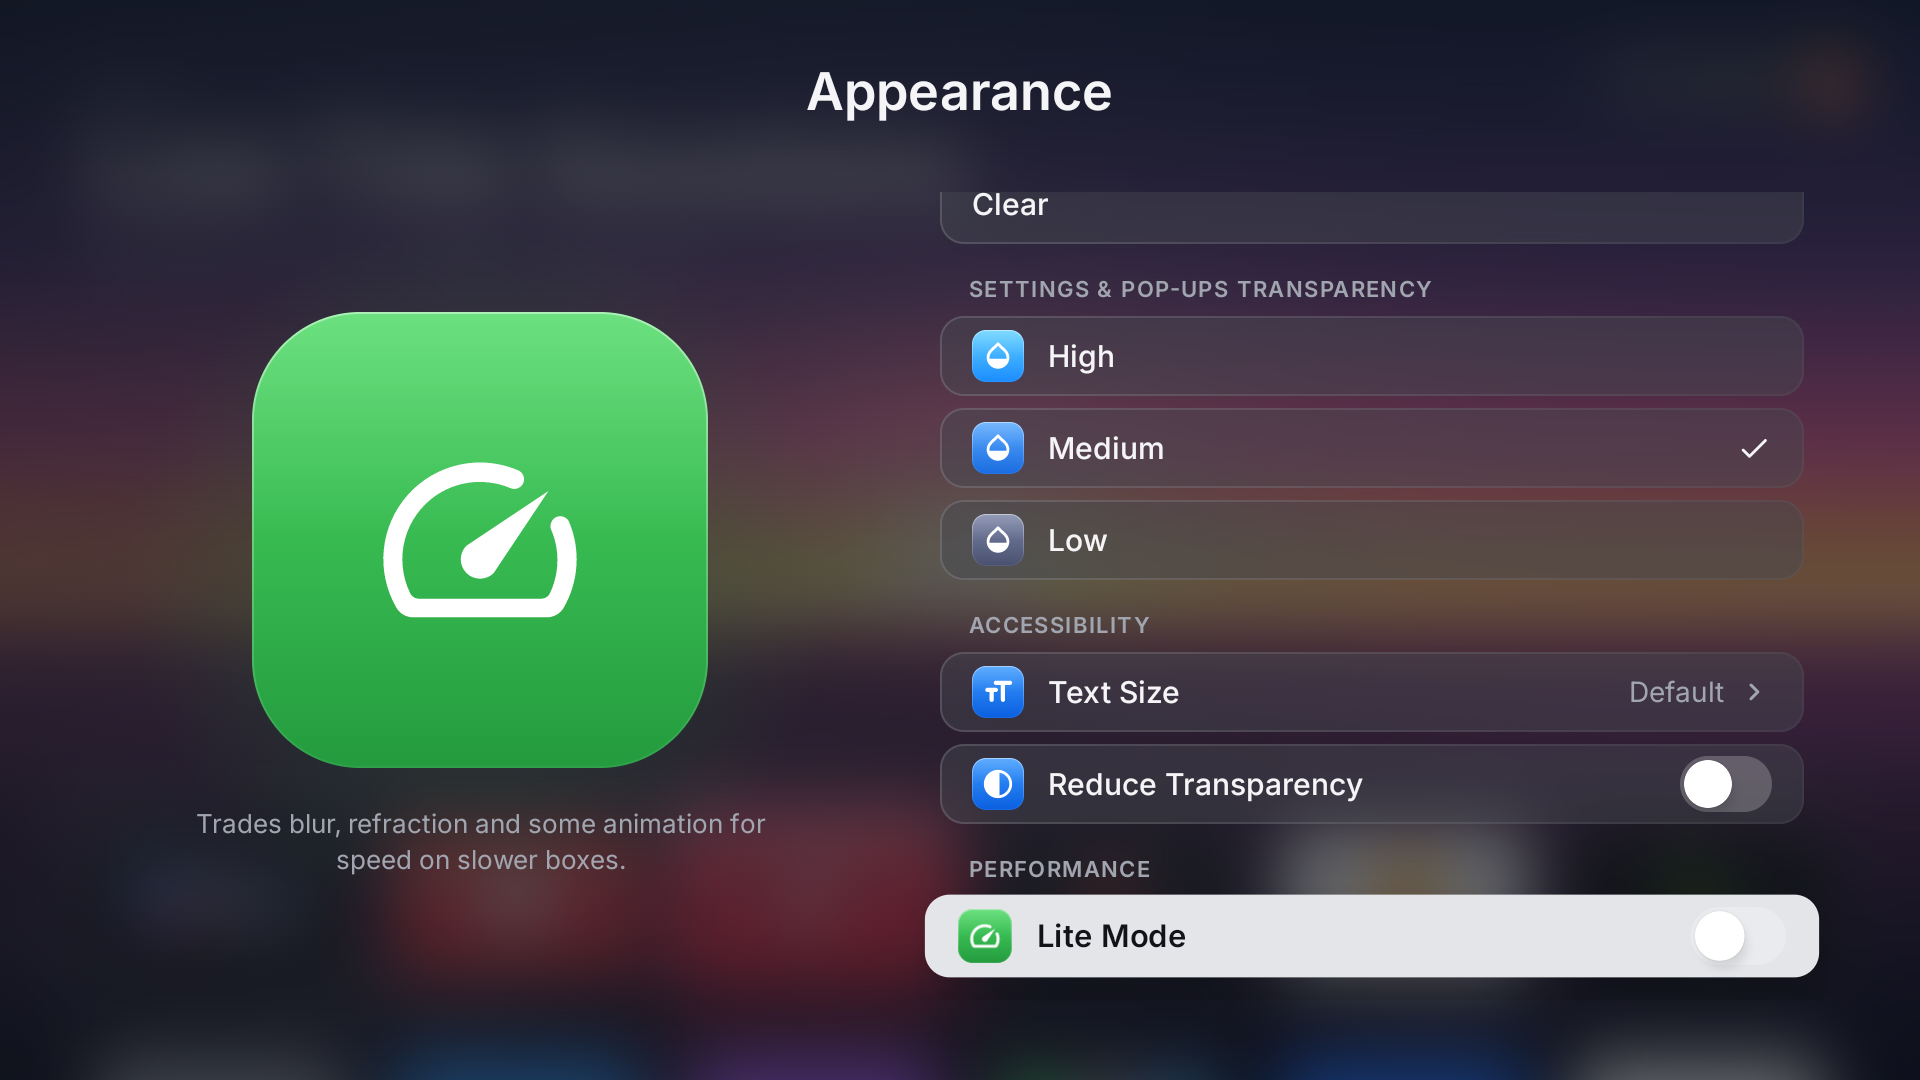 Appearance
Clear
SETTINGS & POP-UPS TRANSPARENCY
High
Medium
Low
ACCESSIBILITY
Text Size
Default
Reduce Transparency
PERFORMANCE
Lite Mode
Trades blur, refraction and some animation for
speed on slower boxes.